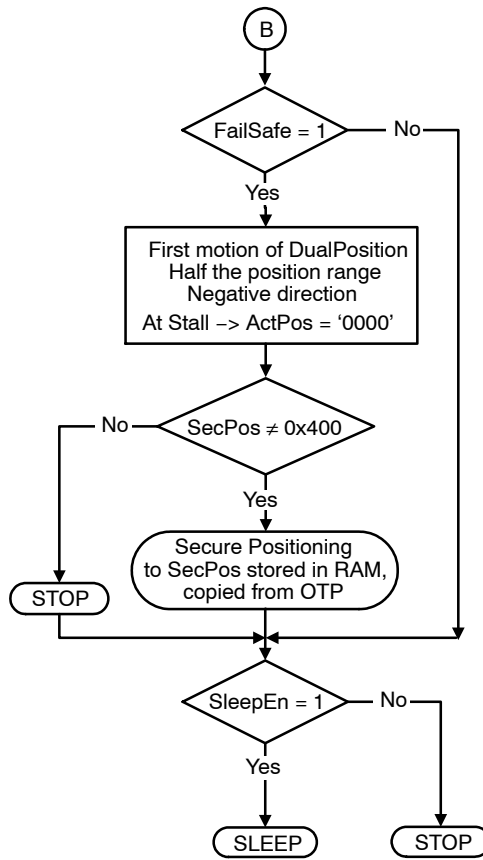 B
FailSafe = 1
No
Yes
First motion of DualPosition
Half the position range
Negative direction
At Stall −> ActPos = ‘0000’
No
SecPos ≠ 0x400
Yes
Secure Positioning
to SecPos stored in RAM,
copied from OTP
STOP
SleepEn = 1
No
Yes
SLEEP
STOP